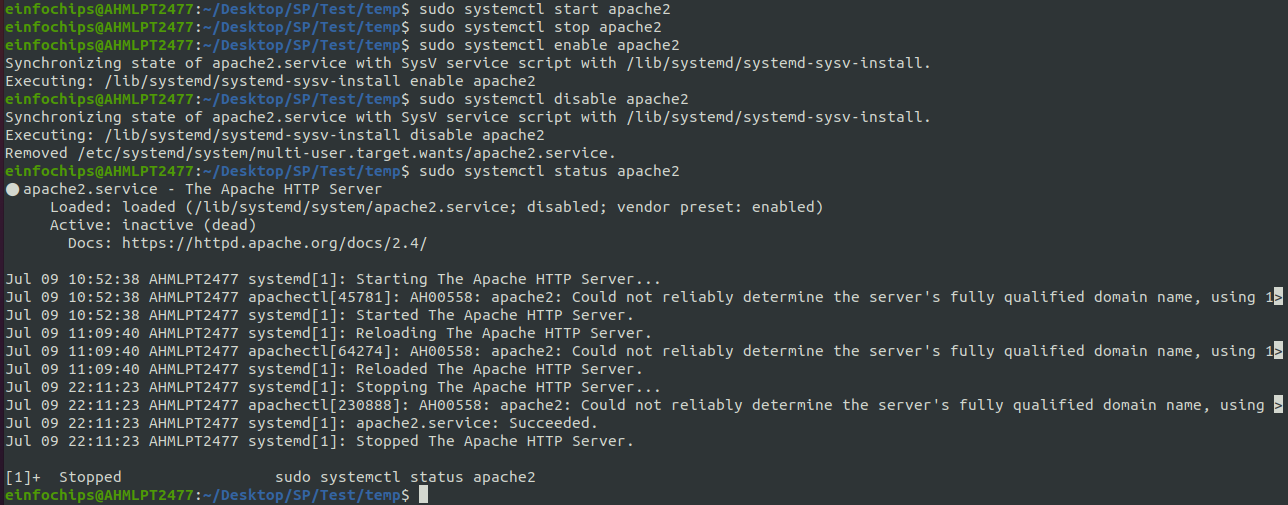 einfochips@AHMLPT2477:~/Desktop/SP/Test/temp$ sudo systemctl start apache2
einfochips@AHMLPT2477:~/Desktop/SP/Test/temp$ sudo systemctl stop apache2
einfochips@AHMLPT2477:~/Desktop/SP/Test/temp$ sudo systemctl enable apache2
Synchronizing state of apache2.service with SysV service script with /lib/systemd/systemd-sysv-install.
Executing: /lib/systemd/systemd-sysv-install enable apache2
einfochips@AHMLPT2477:~/Desktop/SP/Test/temp$ sudo systemctl disable apache2
Synchronizing state of apache2.service with SysV service script with /lib/systemd/systemd-sysv-install.
Executing: /lib/systemd/systemd-sysv-install disable apache2
Removed /etc/systemd/system/multi-user.target.wants/apache2.service.
einfochips@AHMLPT2477:~/Desktop/SP/Test/temp$ sudo systemctl status apache2
● apache2.service - The Apache HTTP Server
     Loaded: loaded (/lib/systemd/system/apache2.service; disabled; vendor preset: enabled)
     Active: inactive (dead)
       Docs: https://httpd.apache.org/docs/2.4/

Jul 09 10:52:38 AHMLPT2477 systemd[1]: Starting The Apache HTTP Server...
Jul 09 10:52:38 AHMLPT2477 apachectl[45781]: AH00558: apache2: Could not reliably determine the server's fully qualified domain name, using 1>
Jul 09 10:52:38 AHMLPT2477 systemd[1]: Started The Apache HTTP Server.
Jul 09 11:09:40 AHMLPT2477 systemd[1]: Reloading The Apache HTTP Server.
Jul 09 11:09:40 AHMLPT2477 apachectl[64274]: AH00558: apache2: Could not reliably determine the server's fully qualified domain name, using 1>
Jul 09 11:09:40 AHMLPT2477 systemd[1]: Reloaded The Apache HTTP Server.
Jul 09 22:11:23 AHMLPT2477 systemd[1]: Stopping The Apache HTTP Server...
Jul 09 22:11:23 AHMLPT2477 apachectl[230888]: AH00558: apache2: Could not reliably determine the server's fully qualified domain name, using >
Jul 09 22:11:23 AHMLPT2477 systemd[1]: apache2.service: Succeeded.
Jul 09 22:11:23 AHMLPT2477 systemd[1]: Stopped The Apache HTTP Server.

[1]+  Stopped                 sudo systemctl status apache2
einfochips@AHMLPT2477:~/Desktop/SP/Test/temp$